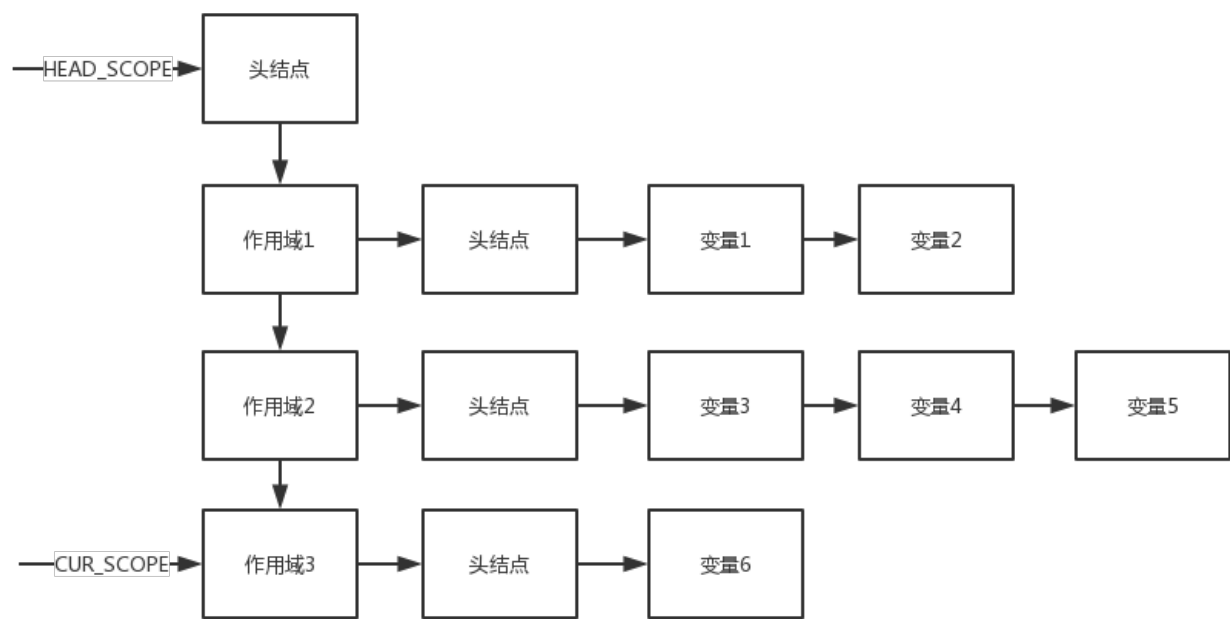 HEAD_SCOPE
头结点
作用域1
头结点
变量1
变量2
作用域2
头结点
变量3
变量4
变量5
CUR_SCOPE
作用域3
头结点
变量6